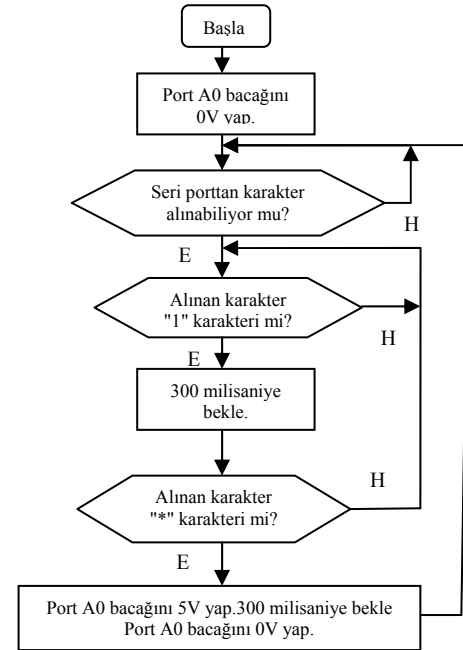 Başla
Port A0 bacağını
0V yap.
Seri porttan karakter
alınabiliyor mu?
H
E
Alınan karakter
"1" karakteri mi?
H
E
300 milisaniye
bekle.
Alınan karakter
"*" karakteri mi?
H
E
Port A0 bacağını 5V yap.300 milisaniye bekle
Port A0 bacağını 0V yap.